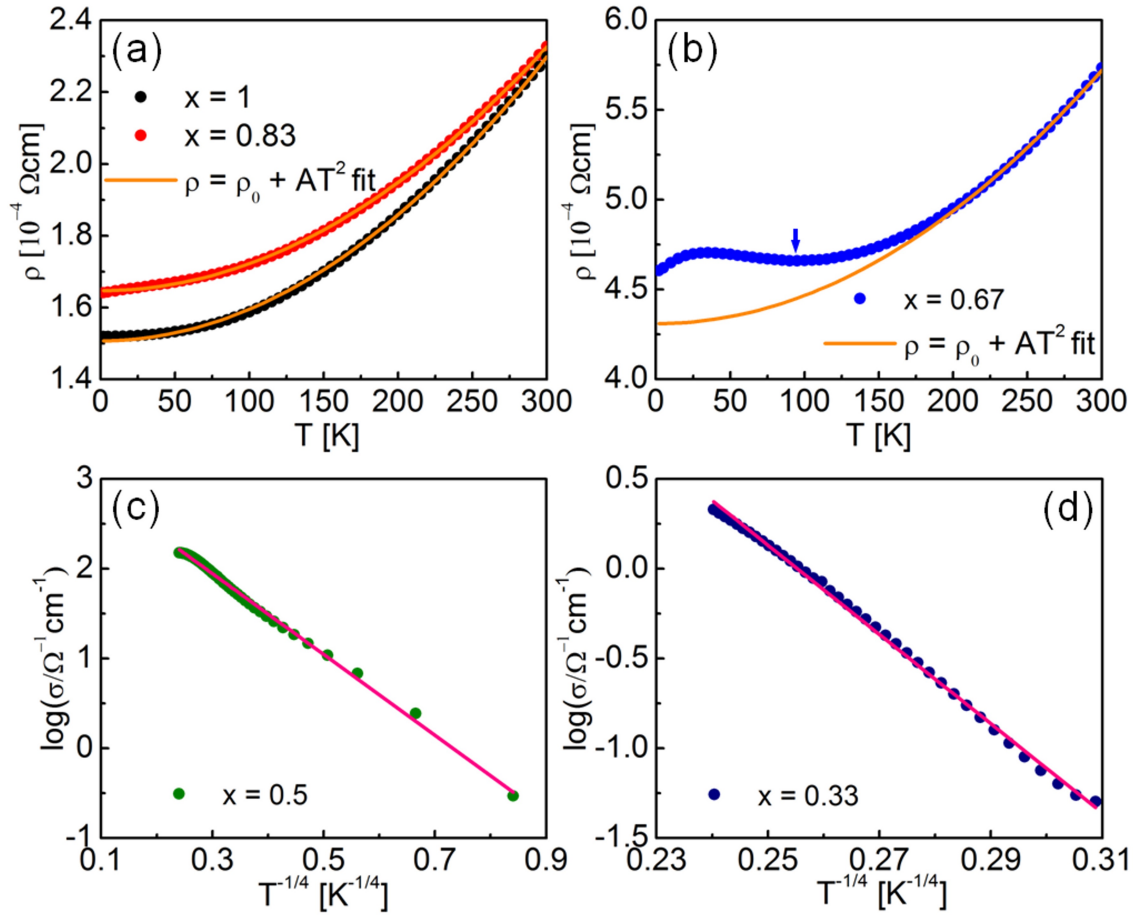 (a)
x = 1
x = 0.83
ρ = ρ₀ + AT² fit
ρ [10⁻⁴ Ωcm]
2.4
2.2
2.0
1.8
1.6
1.4
0 50 100 150 200 250 300
T [K]
(b)
x = 0.67
ρ = ρ₀ + AT² fit
ρ [10⁻⁴ Ωcm]
6.0
5.5
5.0
4.5
4.0
0 50 100 150 200 250 300
T [K]
(c)
x = 0.5
log(σ/Ω⁻¹cm⁻¹)
3
2
1
0
-1
0.1 0.3 0.5 0.7 0.9
T⁻¹/⁴ [K⁻¹/⁴]
(d)
x = 0.33
log(σ/Ω⁻¹cm⁻¹)
0.5
0.0
-0.5
-1.0
-1.5
0.23 0.25 0.27 0.29 0.31
T⁻¹/⁴ [K⁻¹/⁴]